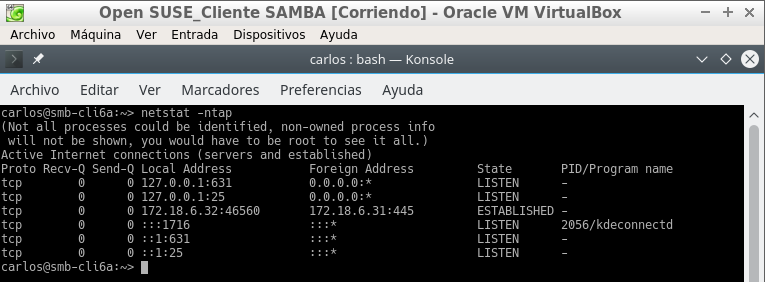 Open SUSE_Cliente SAMBA [Corriendo] - Oracle VM VirtualBox
Archivo Máquina Ver Entrada Dispositivos Ayuda
carlos : bash — Konsole
Archivo Editar Ver Marcadores Preferencias Ayuda
carlos@smb-cli6a:~> netstat -ntap
(Not all processes could be identified, non-owned process info
 will not be shown, you would have to be root to see it all.)
Active Internet connections (servers and established)
Proto Recv-Q Send-Q Local Address           Foreign Address         State       PID/Program name
tcp        0      0 127.0.0.1:631           0.0.0.0:*               LISTEN      -
tcp        0      0 127.0.0.1:25            0.0.0.0:*               LISTEN      -
tcp        0      0 172.18.6.32:46560       172.18.6.31:445         ESTABLISHED -
tcp        0      0 :::1716                 :::*                    LISTEN      2056/kdeconnectd
tcp        0      0 ::1:631                 :::*                    LISTEN      -
tcp        0      0 ::1:25                  :::*                    LISTEN      -
carlos@smb-cli6a:~>